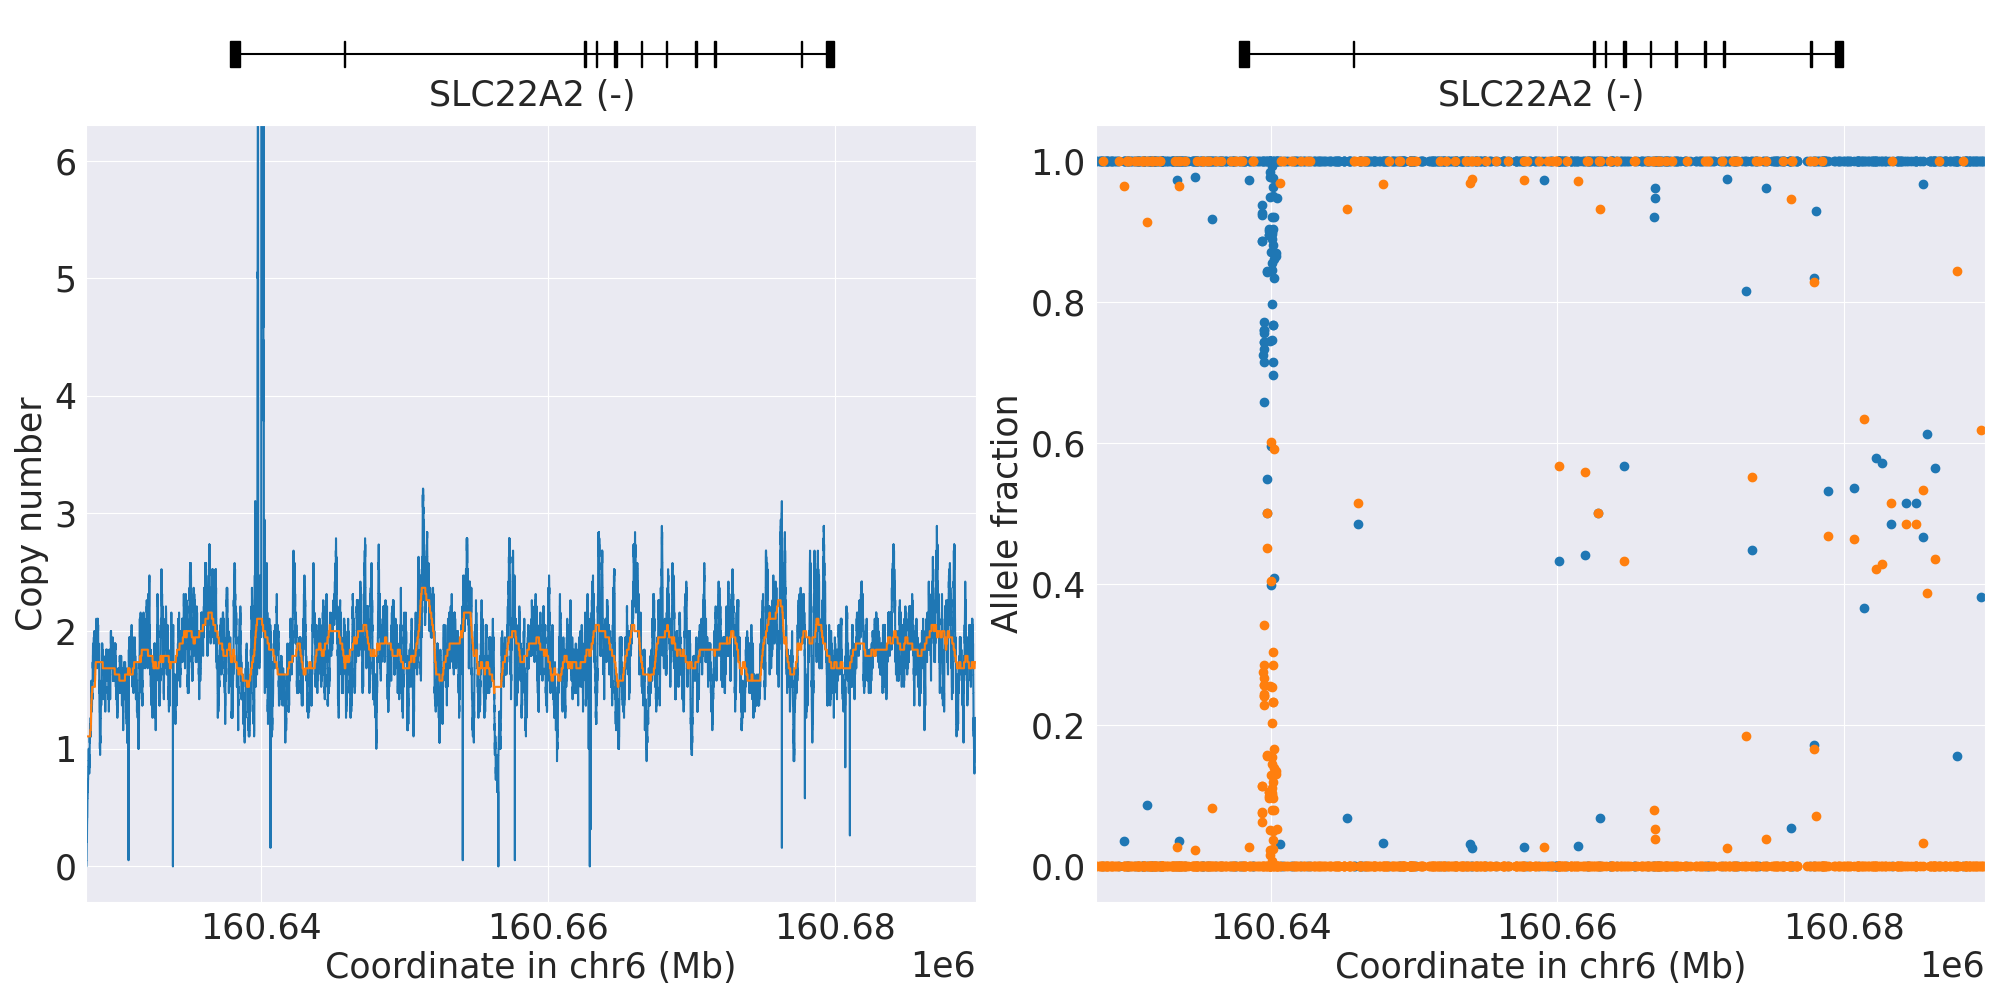 SLC22A2 (-)
6
5
4
3
2
1
0
Copy number
160.64
160.66
160.68
Coordinate in chr6 (Mb)
1e6
SLC22A2 (-)
1.0
0.8
0.6
0.4
0.2
0.0
Allele fraction
160.64
160.66
160.68
Coordinate in chr6 (Mb)
1e6